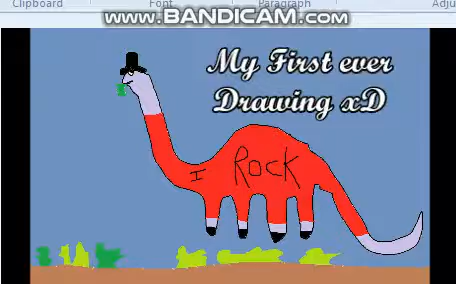 Clipboard Font Paragraph Adju
www.BANDICAM.com
My First ever
Drawing xD
I ROCK